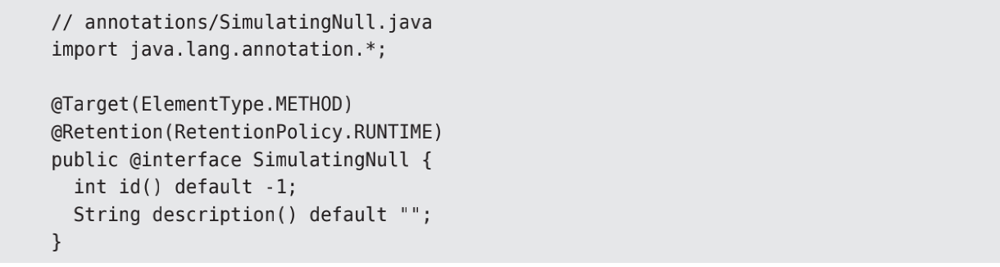 // annotations/SimulatingNull.java
import java.lang.annotation.*;

@Target(ElementType.METHOD)
@Retention(RetentionPolicy.RUNTIME)
public @interface SimulatingNull {
  int id() default -1;
  String description() default "";
}